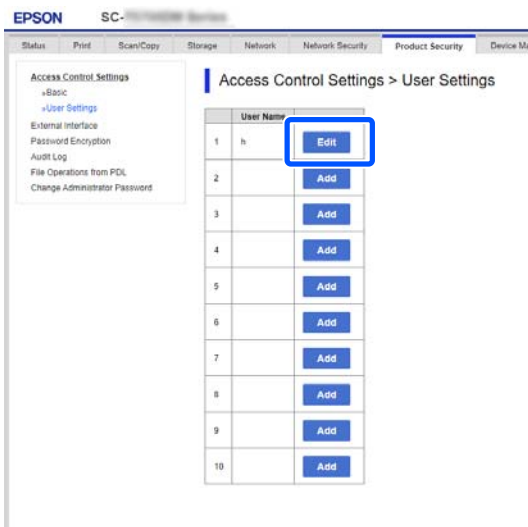 EPSON SC-
Status Print Scan/Copy Storage Network Network Security Product Security Device
Access Control Settings
»Basic
»User Settings
External Interface
Password Encryption
Audit Log
File Operations from PDL
Change Administrator Password
Access Control Settings > User Settings
User Name
1 h Edit
2 Add
3 Add
4 Add
5 Add
6 Add
7 Add
8 Add
9 Add
10 Add